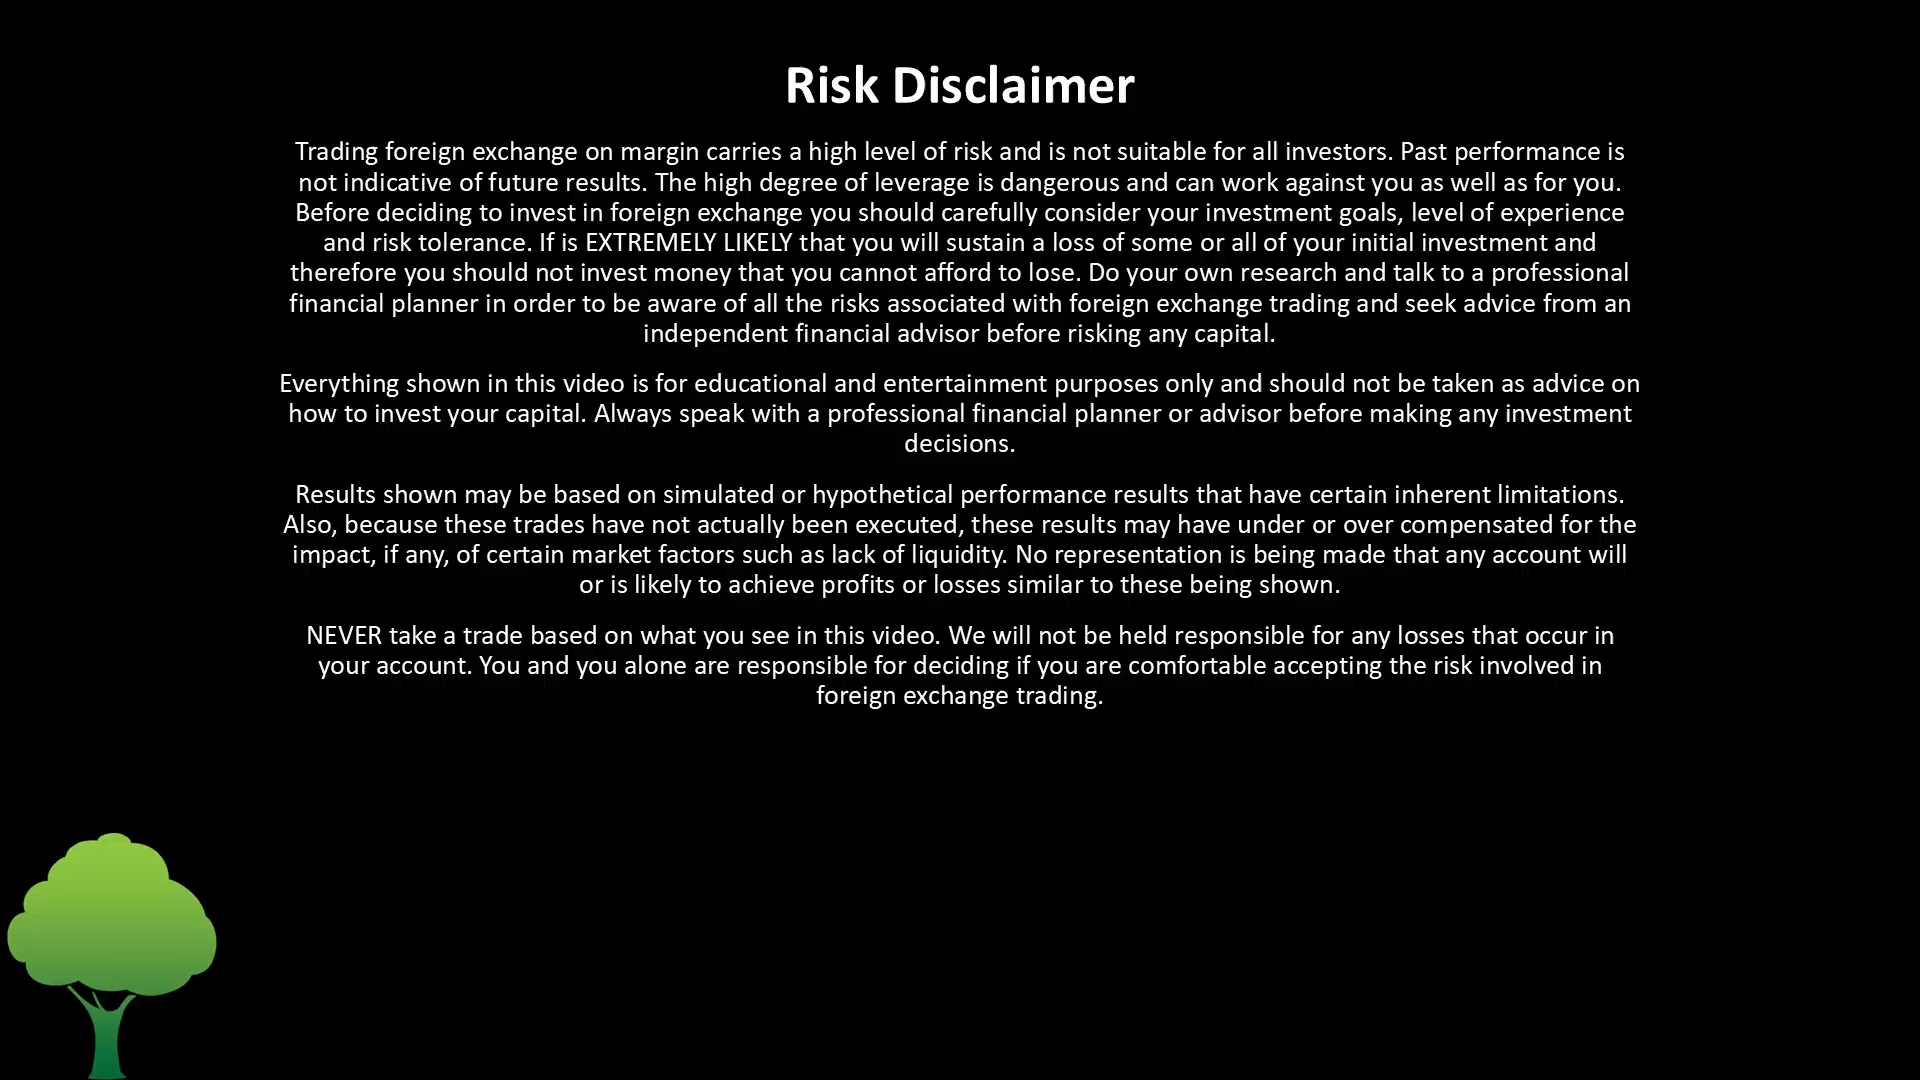 Risk Disclaimer
Trading foreign exchange on margin carries a high level of risk and is not suitable for all investors. Past performance is
not indicative of future results. The high degree of leverage is dangerous and can work against you as well as for you.
Before deciding to invest in foreign exchange you should carefully consider your investment goals, level of experience
and risk tolerance. If is EXTREMELY LIKELY that you will sustain a loss of some or all of your initial investment and
therefore you should not invest money that you cannot afford to lose. Do your own research and talk to a professional
financial planner in order to be aware of all the risks associated with foreign exchange trading and seek advice from an
independent financial advisor before risking any capital.
Everything shown in this video is for educational and entertainment purposes only and should not be taken as advice on
how to invest your capital. Always speak with a professional financial planner or advisor before making any investment
decisions.
Results shown may be based on simulated or hypothetical performance results that have certain inherent limitations.
Also, because these trades have not actually been executed, these results may have under or over compensated for the
impact, if any, of certain market factors such as lack of liquidity. No representation is being made that any account will
or is likely to achieve profits or losses similar to these being shown.
NEVER take a trade based on what you see in this video. We will not be held responsible for any losses that occur in
your account. You and you alone are responsible for deciding if you are comfortable accepting the risk involved in
foreign exchange trading.